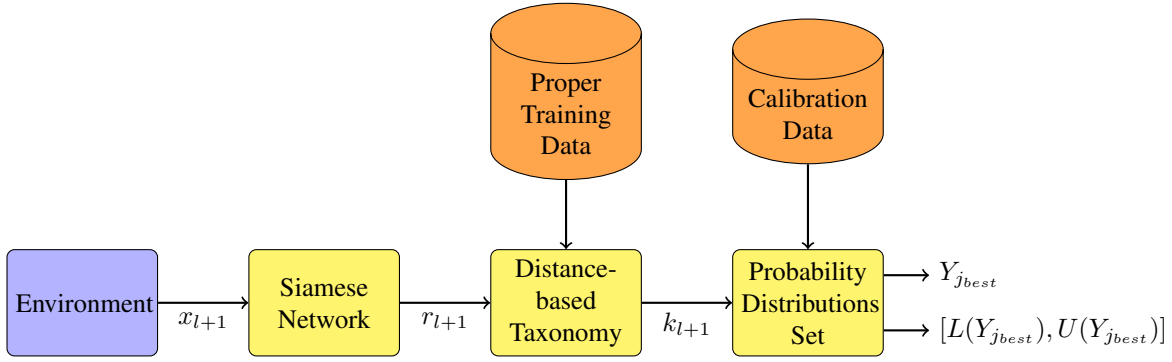 Proper
Training
Data
Calibration
Data
Environment
x_{l+1}
Siamese
Network
r_{l+1}
Distance-
based
Taxonomy
k_{l+1}
Probability
Distributions
Set
Y_{j_{best}}
[L(Y_{j_{best}}), U(Y_{j_{best}})]